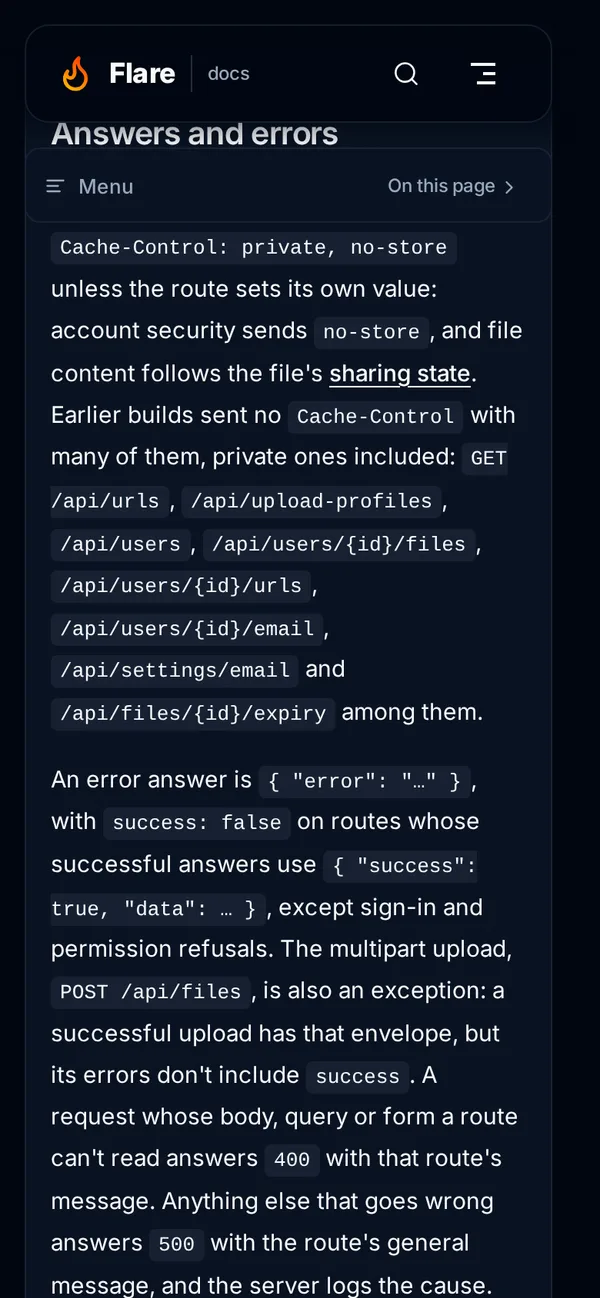 Flare docs
Answers and errors
Menu On this page
Cache-Control: private, no-store
unless the route sets its own value:
account security sends no-store, and file
content follows the file's sharing state.
Earlier builds sent no Cache-Control with
many of them, private ones included: GET
/api/urls, /api/upload-profiles,
/api/users, /api/users/{id}/files,
/api/users/{id}/urls,
/api/users/{id}/email,
/api/settings/email and
/api/files/{id}/expiry among them.
An error answer is { "error": "…" },
with success: false on routes whose
successful answers use { "success":
true, "data": … }, except sign-in and
permission refusals. The multipart upload,
POST /api/files, is also an exception: a
successful upload has that envelope, but
its errors don't include success. A
request whose body, query or form a route
can't read answers 400 with that route's
message. Anything else that goes wrong
answers 500 with the route's general
message, and the server logs the cause.